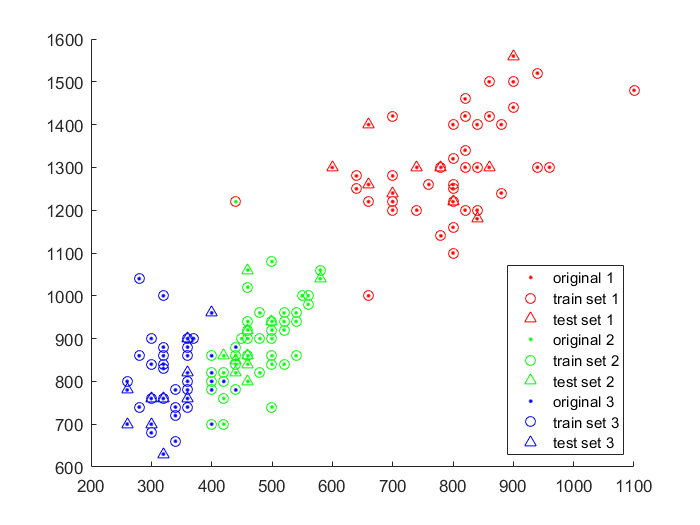 1600
1500
1400
1300
1200
1100
1000
900
800
700
600
200 300 400 500 600 700 800 900 1000 1100
original 1
train set 1
test set 1
original 2
train set 2
test set 2
original 3
train set 3
test set 3